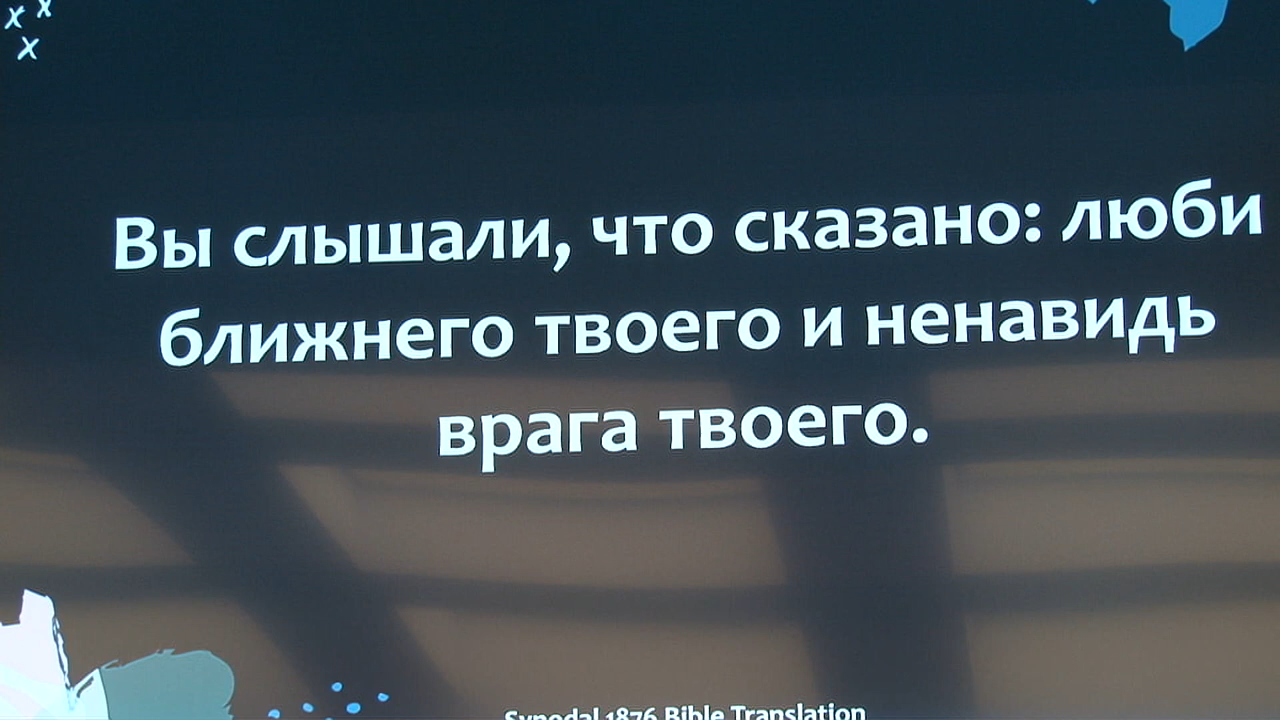 Вы слышали, что сказано: люби
ближнего твоего и ненавидь
врага твоего.
Synodal 1876 Bible Translation